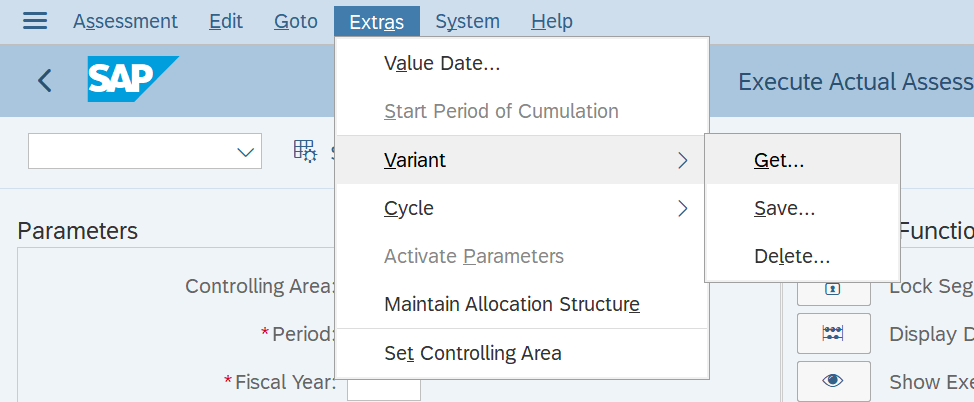 Assessment Edit Goto Extras System Help
SAP
Execute Actual Assess
Value Date...
Start Period of Cumulation
Variant
Get...
Cycle
Save...
Activate Parameters
Delete...
Maintain Allocation Structure
Set Controlling Area
Parameters
Controlling Area:
*Period:
*Fiscal Year:
Functio
Lock Seg
Display D
Show Exe